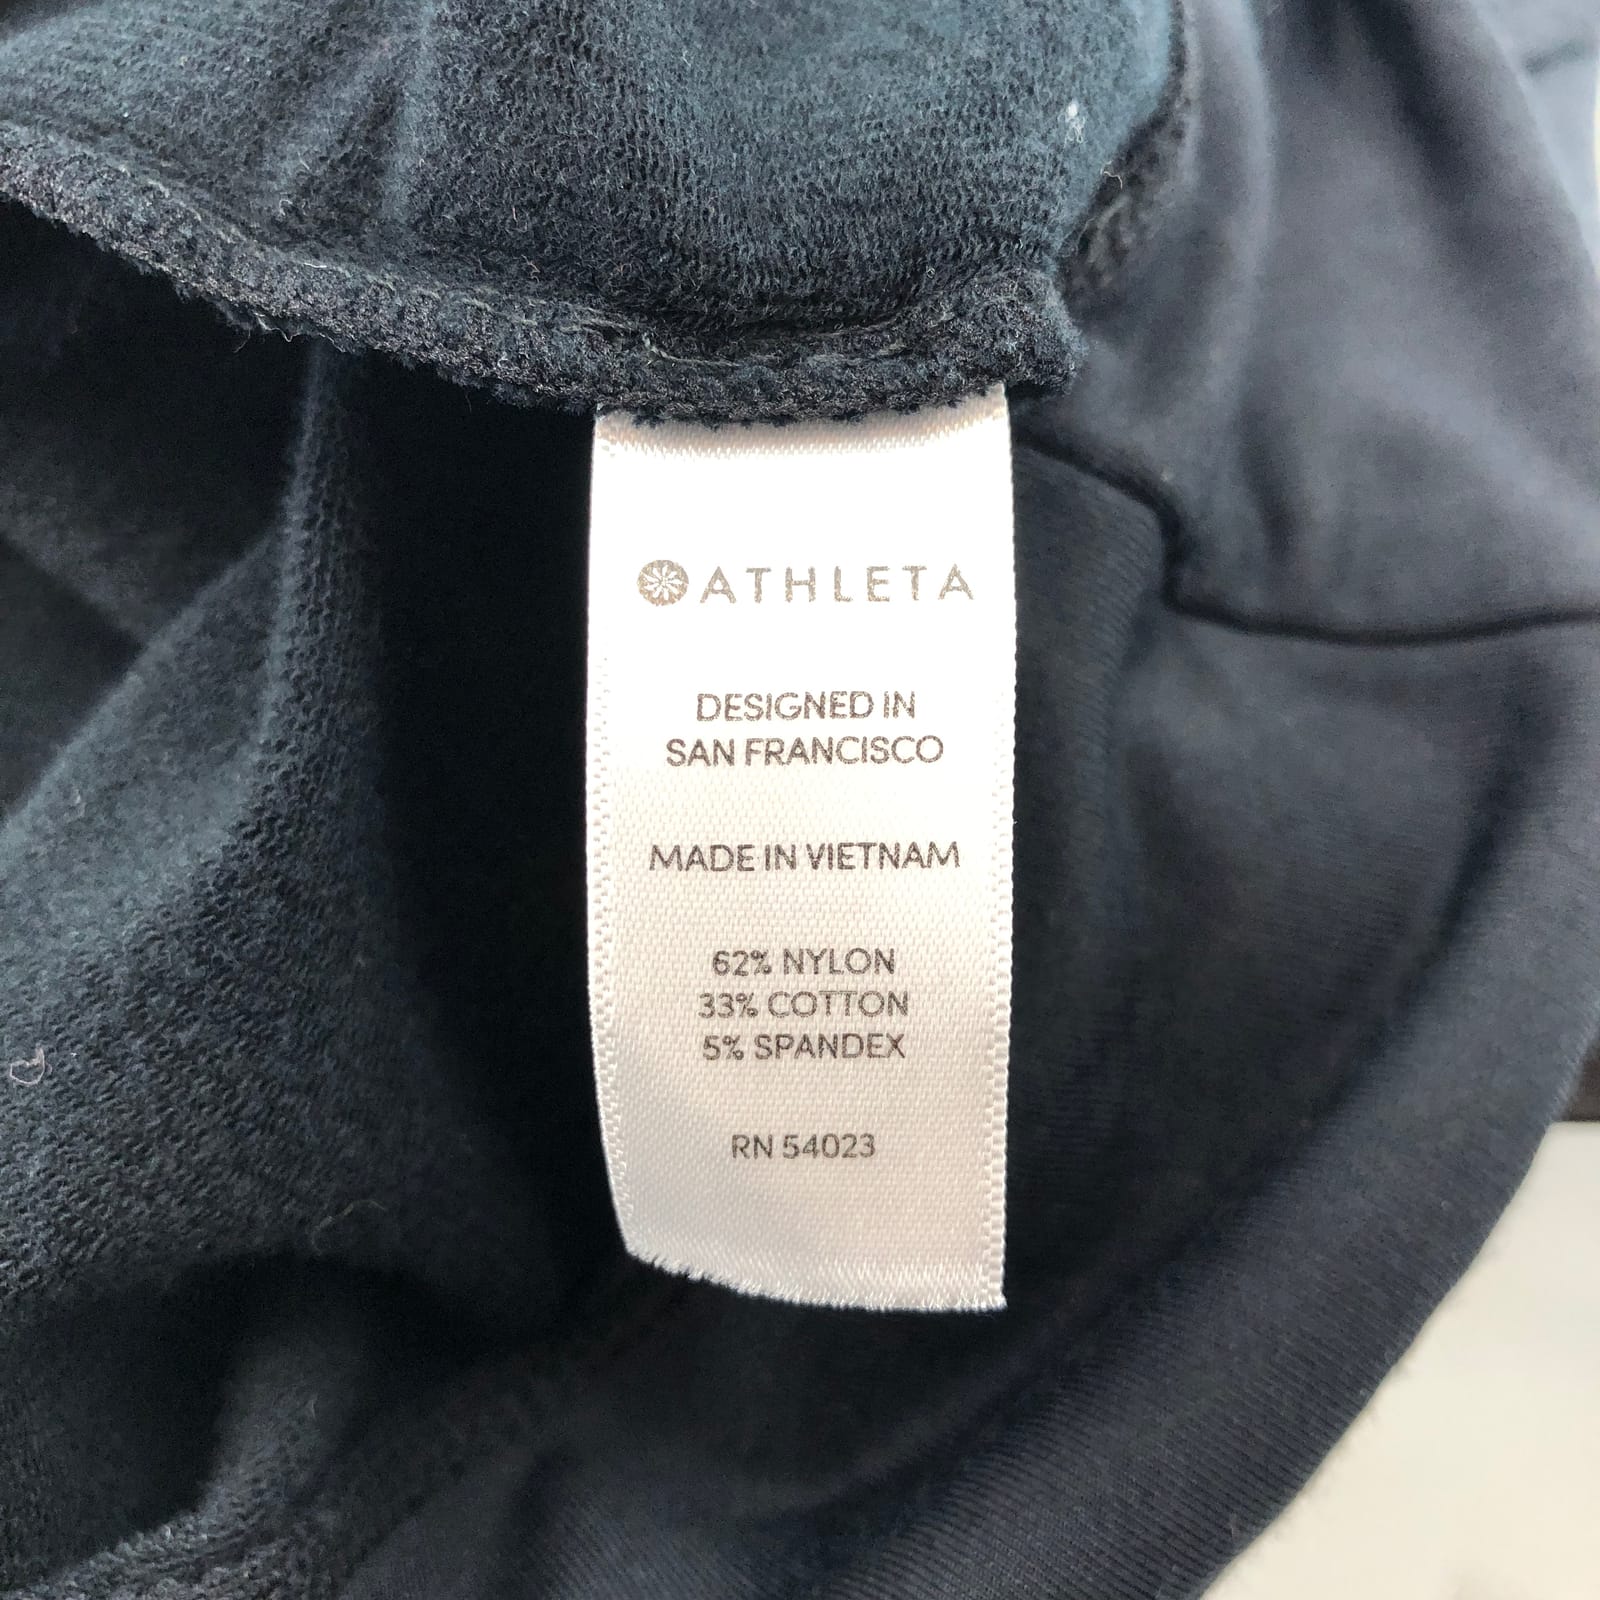 ATHLETA
DESIGNED IN
SAN FRANCISCO
MADE IN VIETNAM
62% NYLON
33% COTTON
5% SPANDEX
RN 54023